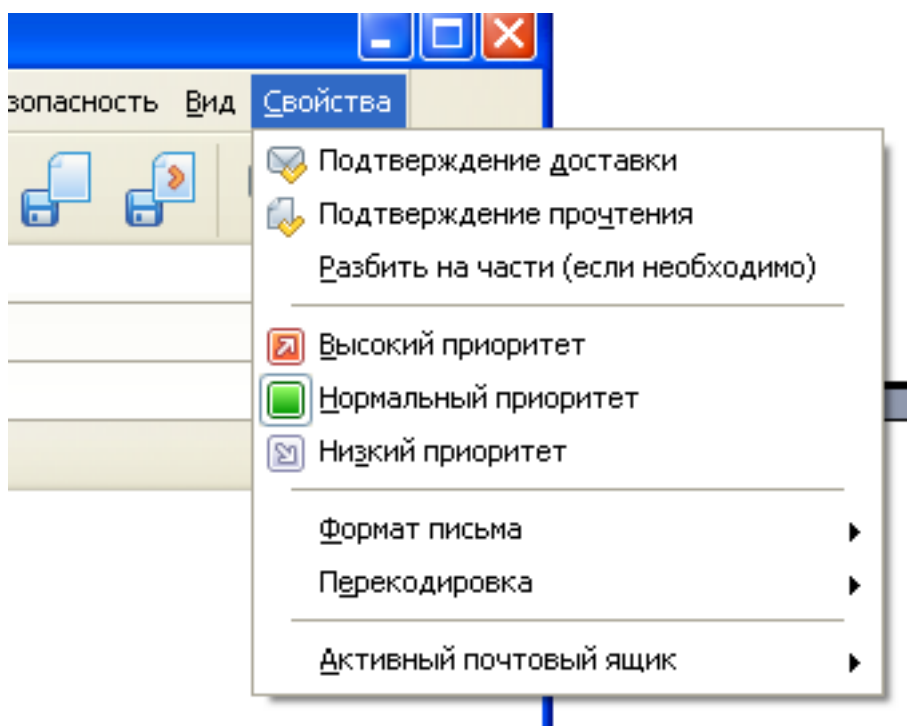 зопасность Вид Свойства
Подтверждение доставки
Подтверждение прочтения
Разбить на части (если необходимо)
Высокий приоритет
Нормальный приоритет
Низкий приоритет
Формат письма
Перекодировка
Активный почтовый ящик